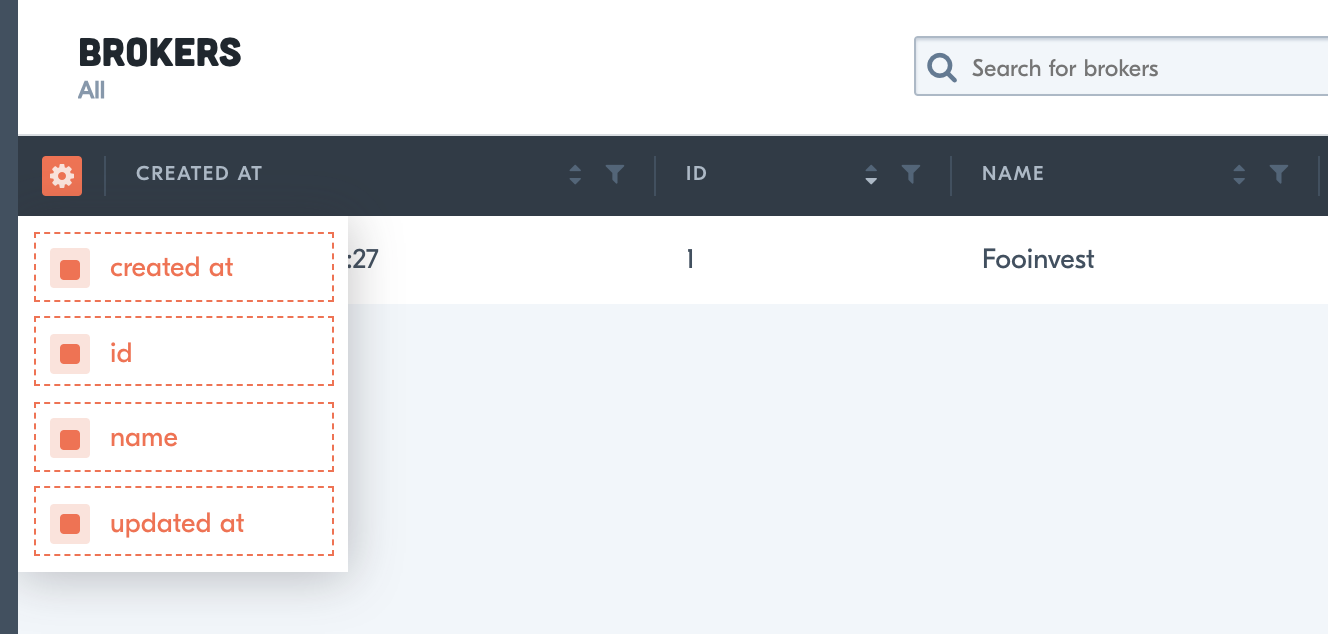 BROKERS
All
Search for brokers
CREATED AT
ID
NAME
:27
1
Fooinvest
created at
id
name
updated at